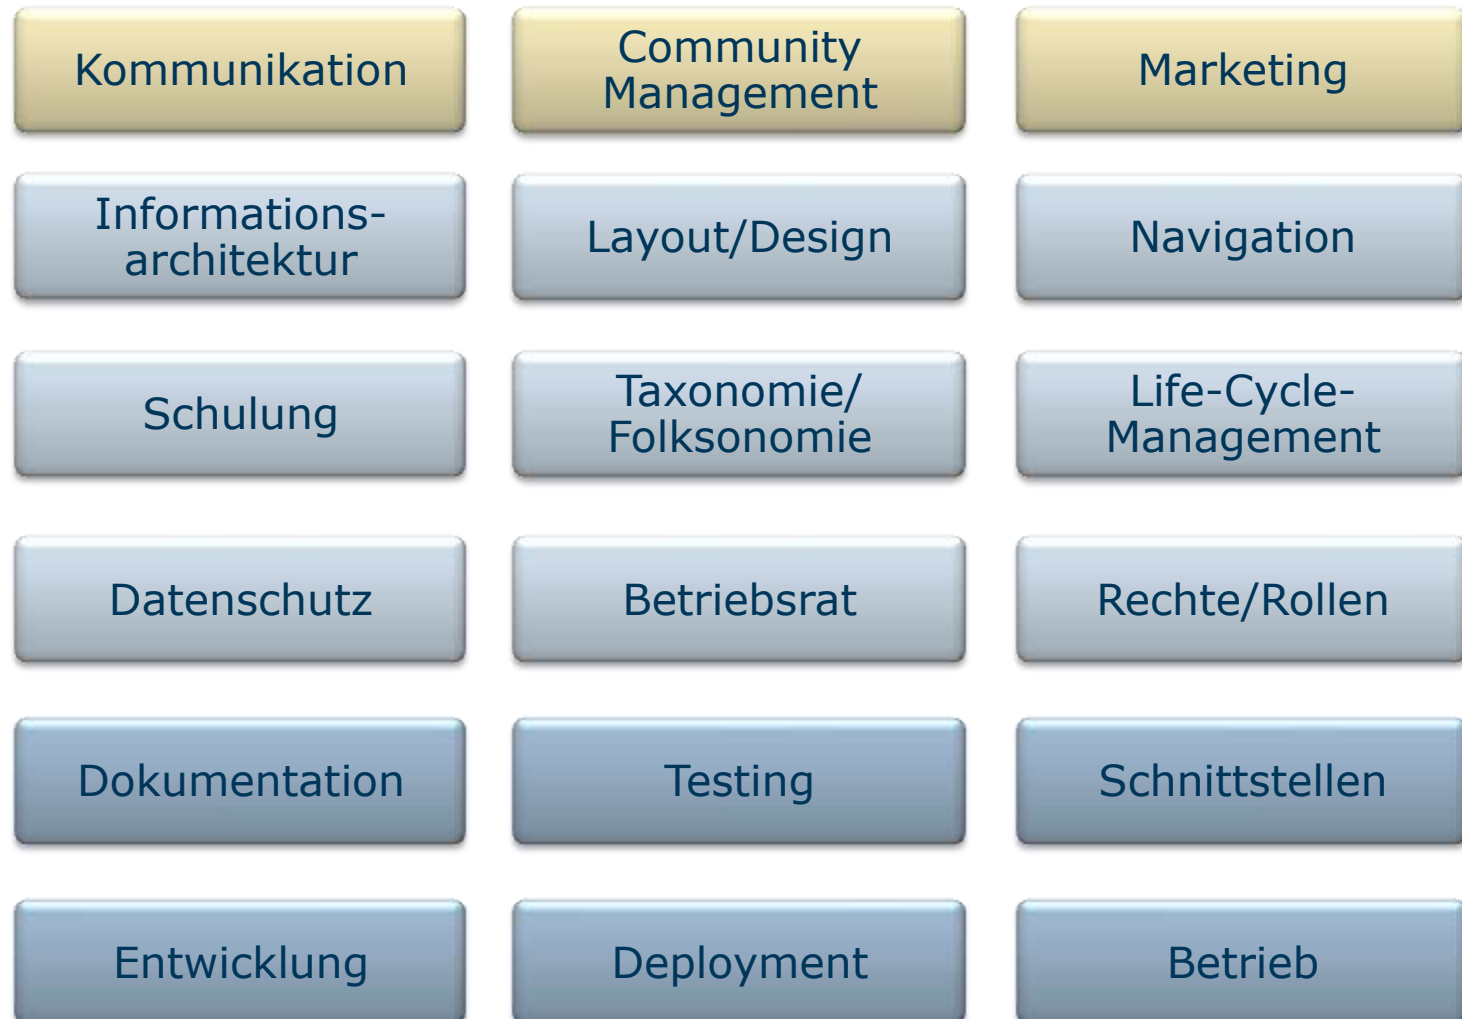 Kommunikation
Community
Management
Marketing
Informations-
architektur
Layout/Design
Navigation
Schulung
Taxonomie/
Folksonomie
Life-Cycle-
Management
Datenschutz
Betriebsrat
Rechte/Rollen
Dokumentation
Testing
Schnittstellen
Entwicklung
Deployment
Betrieb